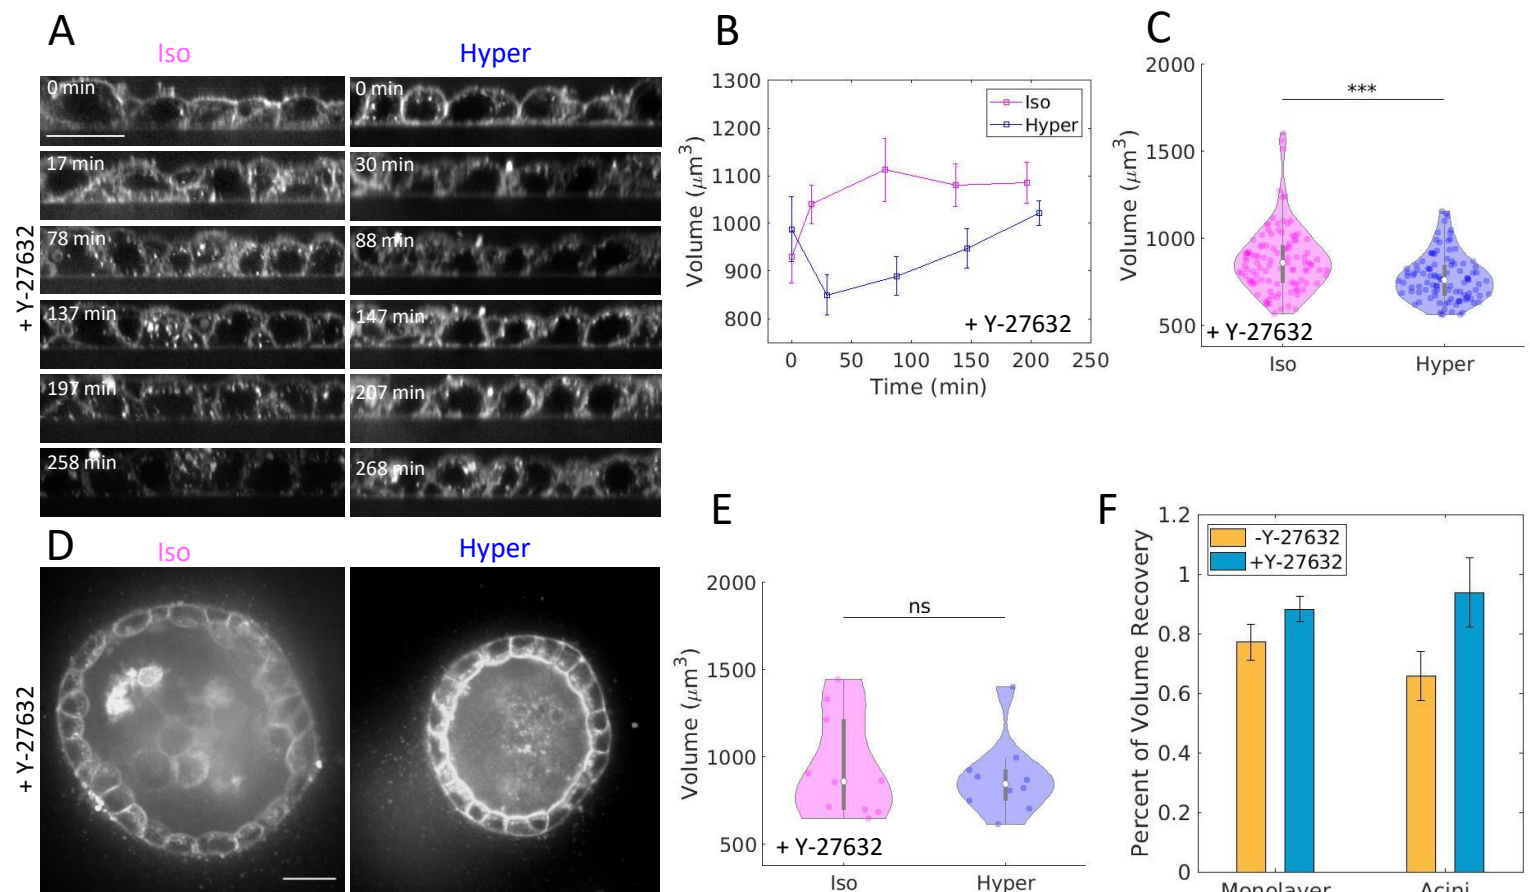 A
Iso
Hyper
0 min
0 min
17 min
30 min
78 min
88 min
137 min
147 min
197 min
207 min
258 min
268 min
+ Y-27632
B
1300
1200
1100
1000
900
800
Volume (μm³)
Iso
Hyper
+ Y-27632
0 50 100 150 200 250
Time (min)
C
2000
1500
1000
500
Volume (μm³)
***
+ Y-27632
Iso Hyper
D
Iso
Hyper
+ Y-27632
E
2000
1500
1000
500
Volume (μm³)
ns
+ Y-27632
Iso Hyper
F
1.2
1
0.8
0.6
0.4
0.2
0
Percent of Volume Recovery
-Y-27632
+Y-27632
Monolayer Acini